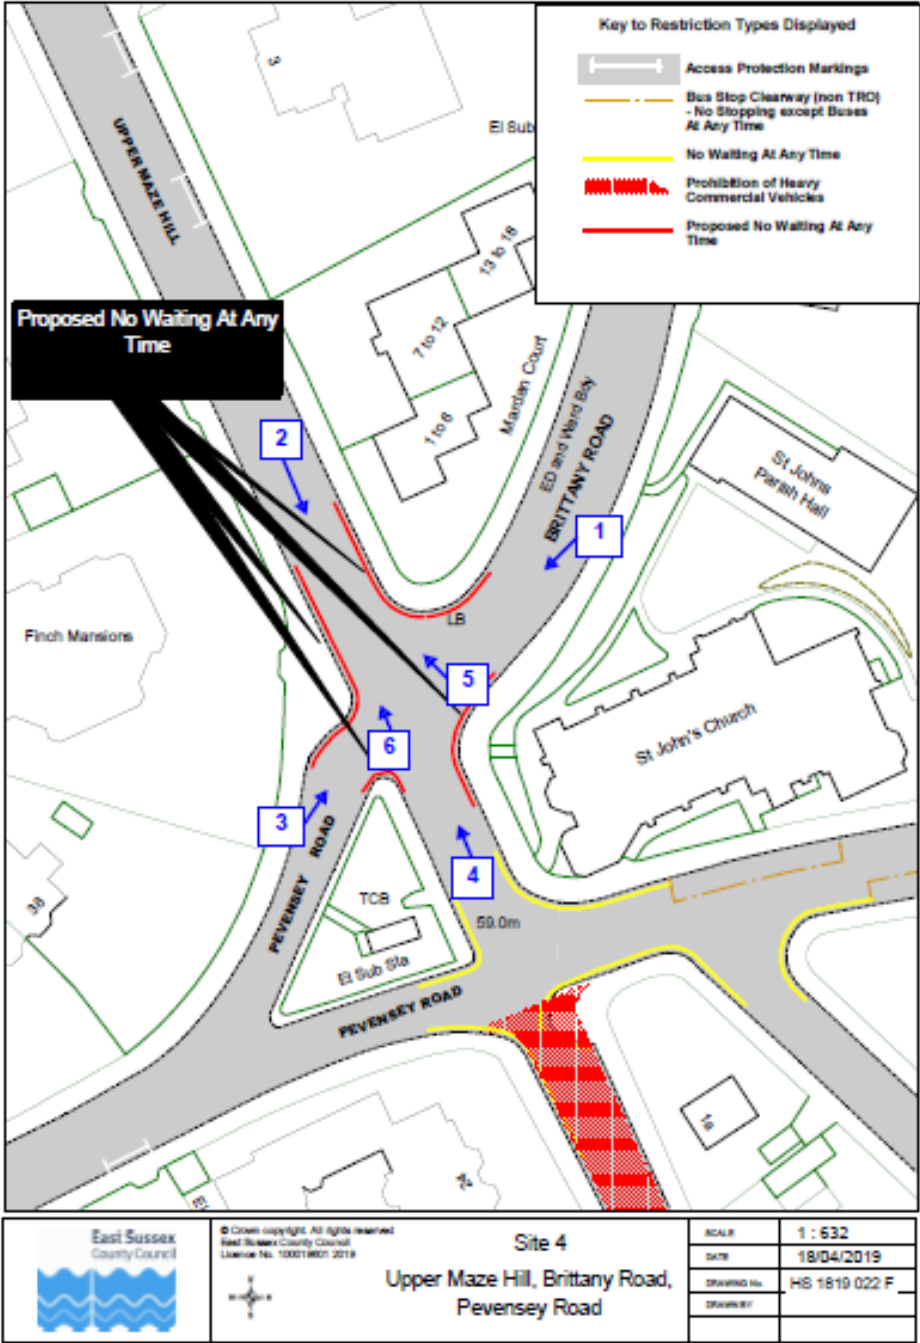 Key to Restriction Types Displayed
Access Protection Markings
Bus Stop Clearway (non TRO)
- No Stopping except Buses
At Any Time
No Waiting At Any Time
Prohibition of Heavy
Commercial Vehicles
Proposed No Waiting At Any
Time
3
El Sub
UPPER MAZE HILL
13 to 18
7 to 12
1 to 6
Mardan Court
Proposed No Waiting At Any
Time
ED and Ward Bdy
BRITTANY ROAD
St Johns
Parish Hall
2
1
LB
Finch Mansions
5
St John's Church
6
3
PEVENSEY ROAD
4
TCB
59.0m
38
El Sub Sta
PEVENSEY ROAD
1a
East Sussex
County Council
© Crown copyright. All rights reserved
East Sussex County Council
Licence No. 100019601 2019
Site 4
Upper Maze Hill, Brittany Road,
Pevensey Road
SCALE 1 : 632
DATE 18/04/2019
DRAWING No. HS 1819 022 F
DRAWN BY